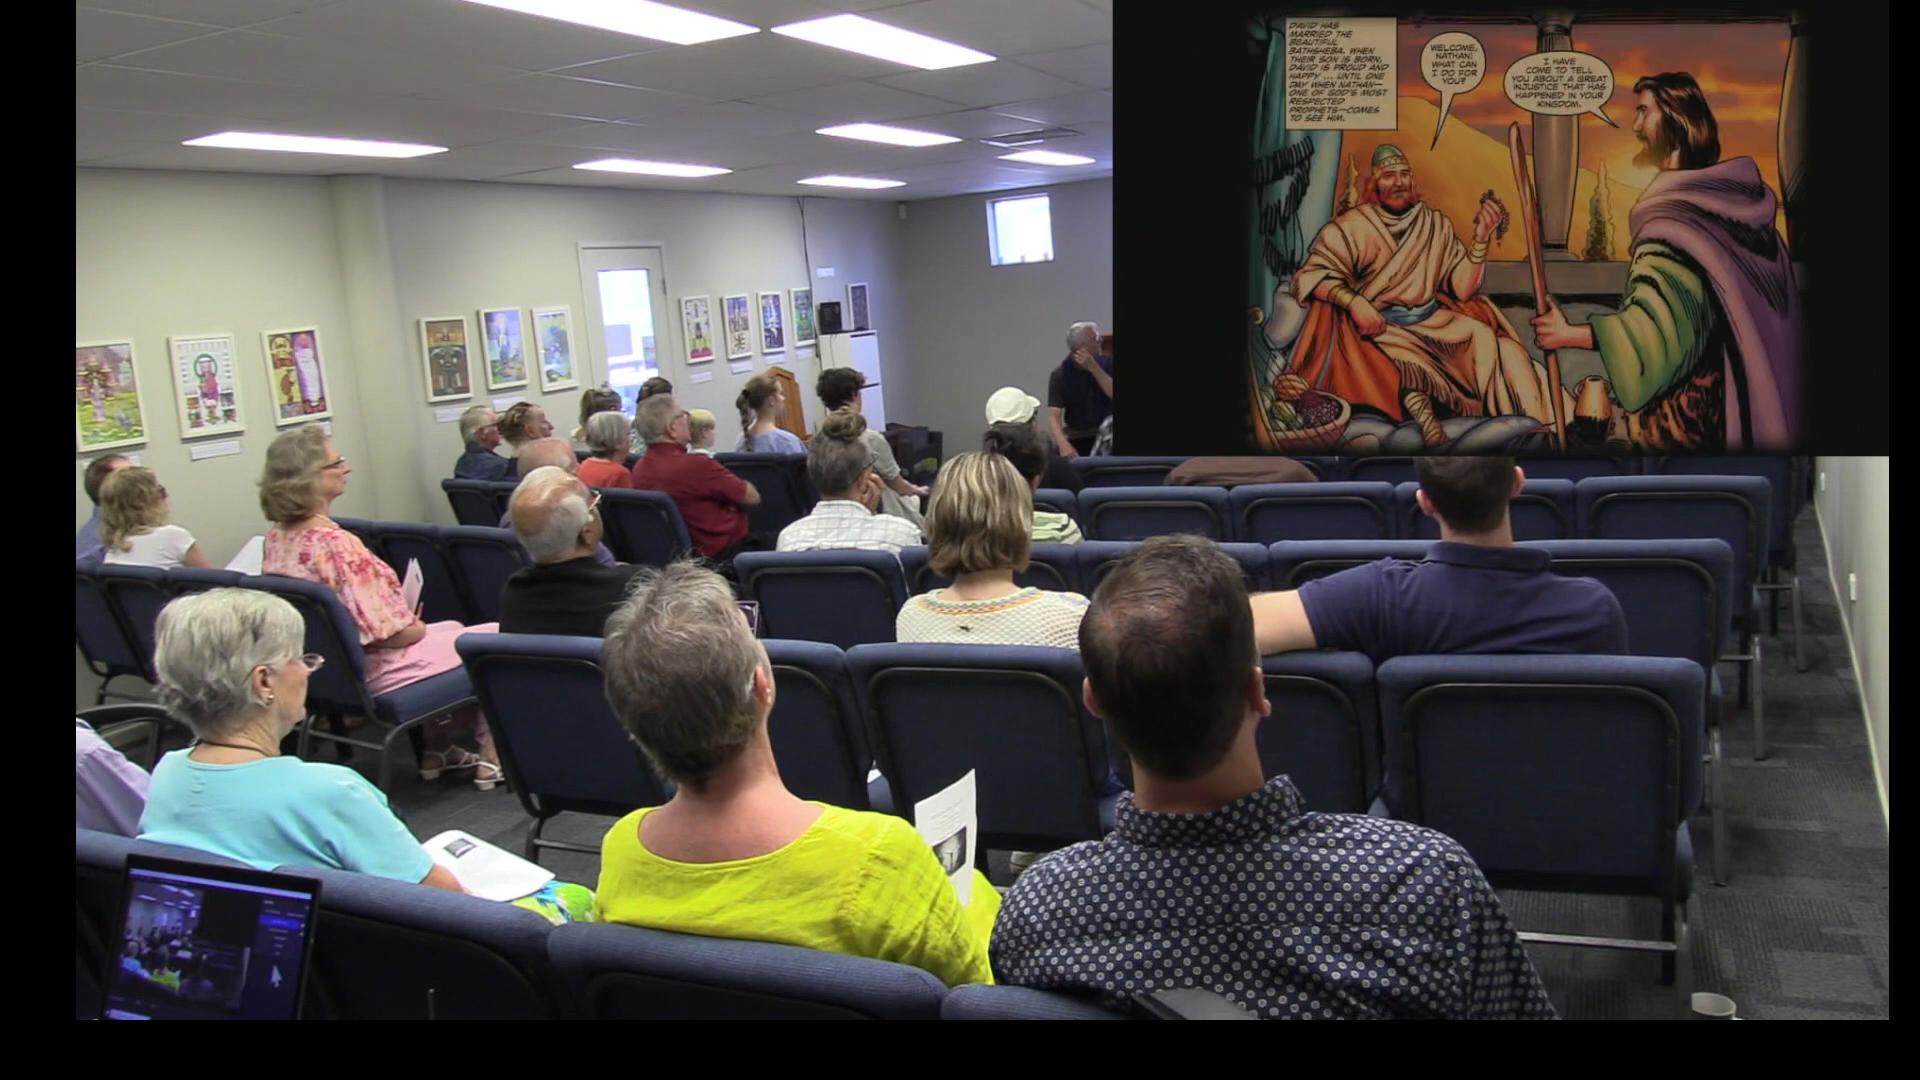 DAVID HAS
MARRIED THE
BEAUTIFUL
BATHSHEBA. WHEN
THEIR SON IS BORN,
DAVID IS PROUD AND
HAPPY ... UNTIL ONE
DAY WHEN NATHAN—
ONE OF GOD'S MOST
RESPECTED
PROPHETS—COMES
TO SEE HIM.
WELCOME,
NATHAN!
WHAT CAN
I DO FOR
YOU?
I HAVE
COME TO TELL
YOU ABOUT A GREAT
INJUSTICE THAT HAS
HAPPENED IN YOUR
KINGDOM.